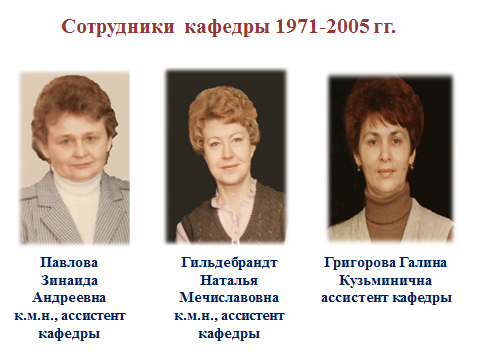 Сотрудники кафедры 1971-2005 гг.
Павлова
Зинаида
Андреевна
к.м.н., ассистент
кафедры
Гильдебрандт
Наталья
Мечиславовна
к.м.н., ассистент
кафедры
Григорова Галина
Кузьминична
ассистент кафедры